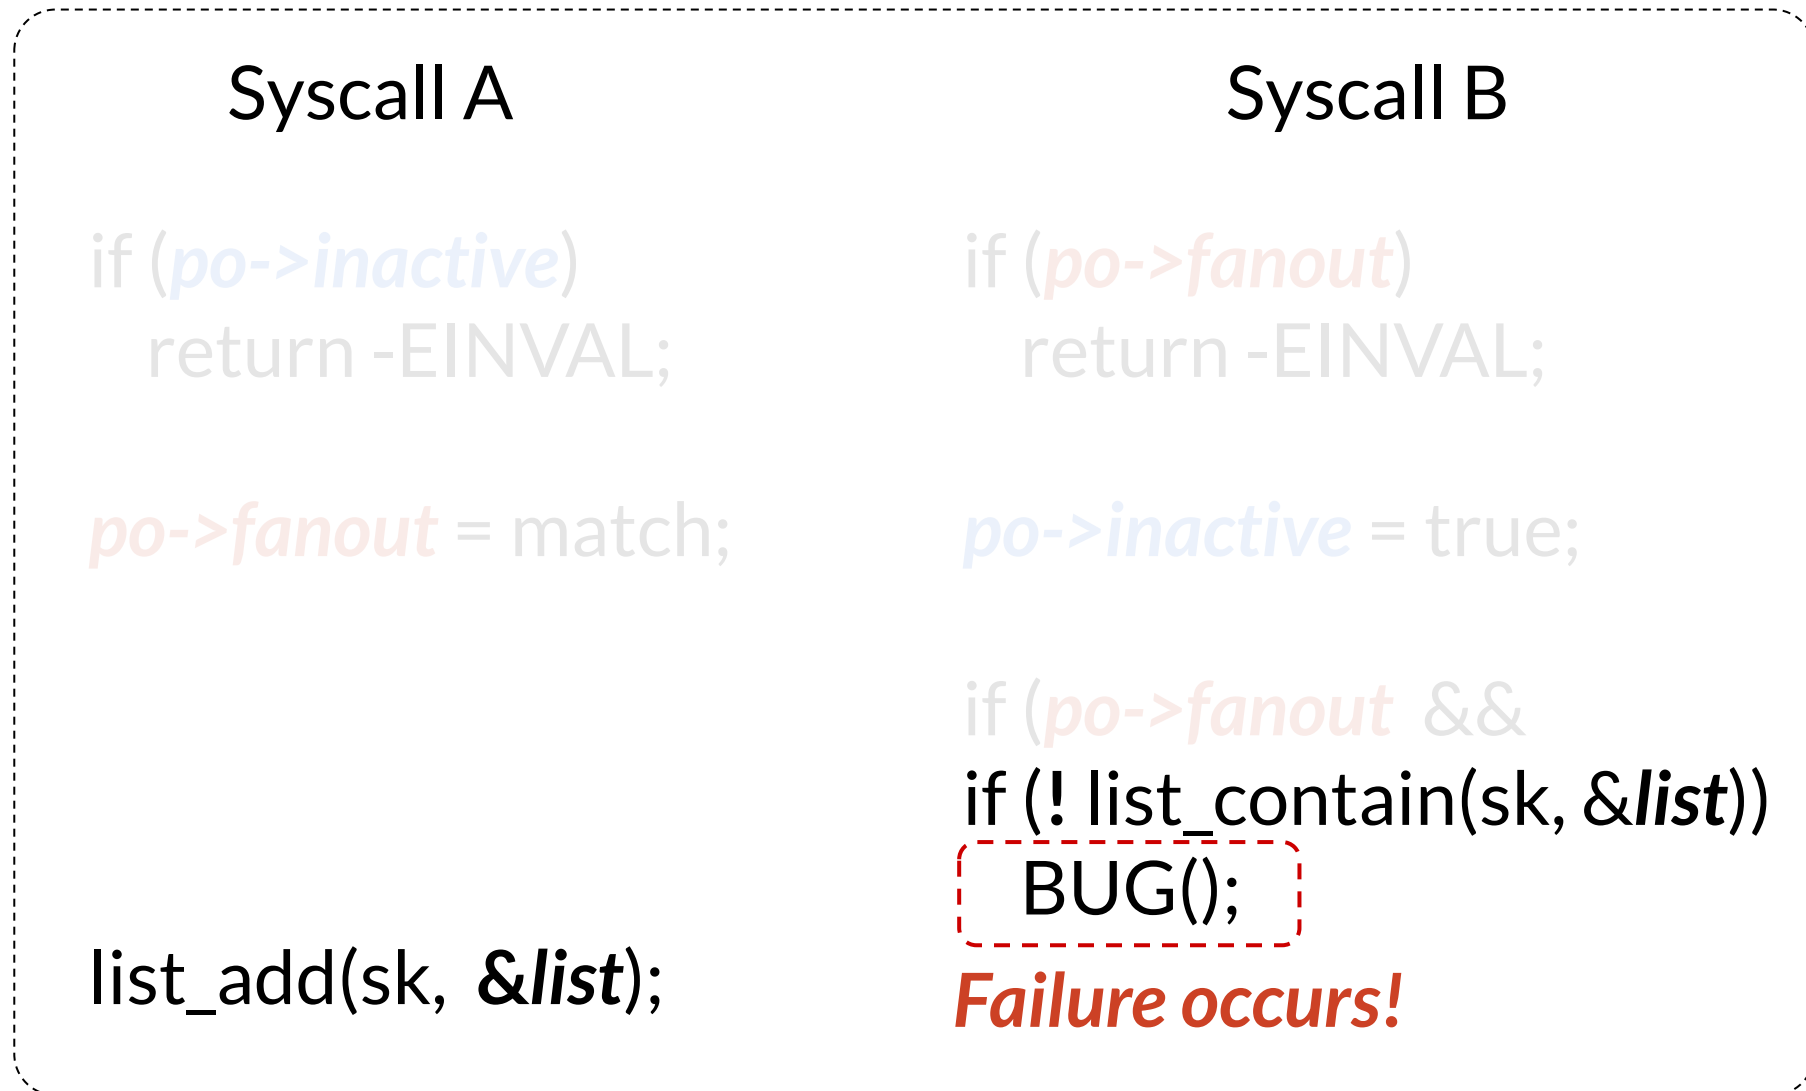 Syscall A
if (po->inactive)
return -EINVAL;
po->fanout = match;
list_add(sk, &list);
Syscall B
if (po->fanout)
return -EINVAL;
po->inactive = true;
if (po->fanout &&
if (! list_contain(sk, &list))
BUG();
Failure occurs!